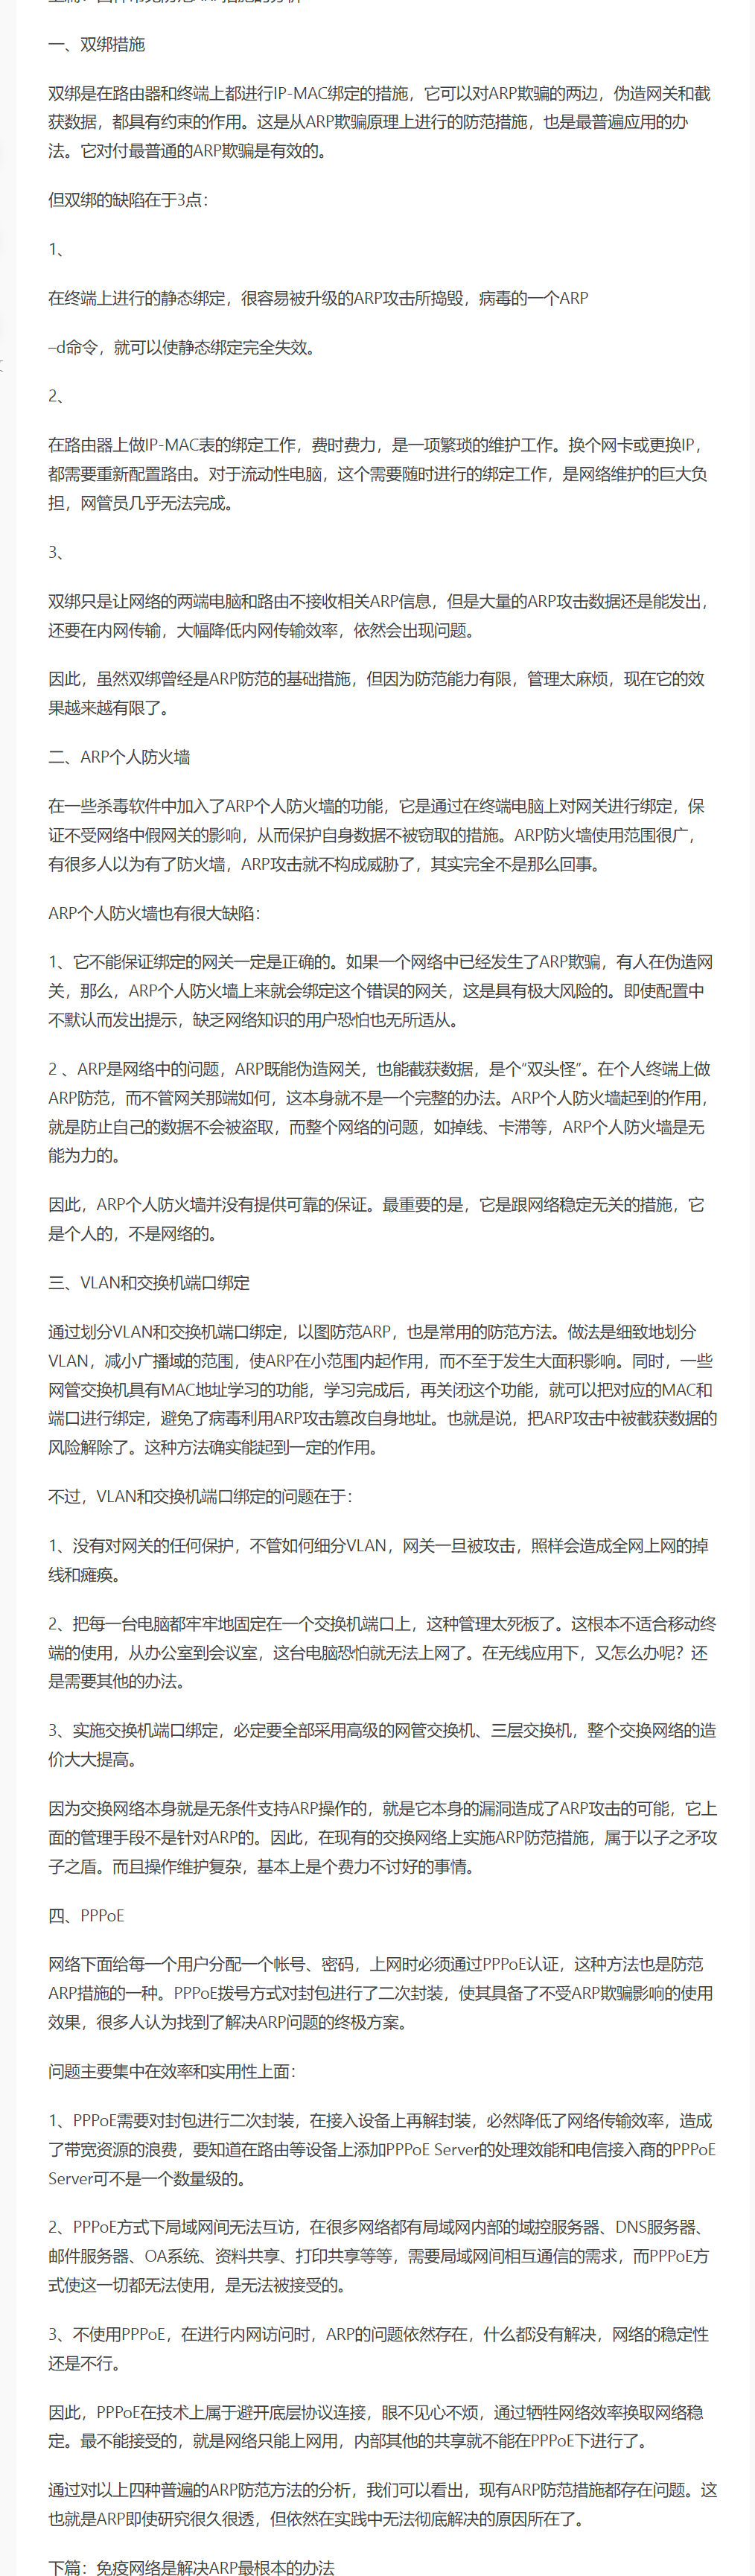 一、双绑措施
双绑是在路由器和终端上都进行IP-MAC绑定的措施，它可以对ARP欺骗的两边，伪造网关和截
获数据，都具有约束的作用。这是从ARP欺骗原理上进行的防范措施，也是最普遍应用的办
法。它对付最普通的ARP欺骗是有效的。
但双绑的缺陷在于3点：
1、
在终端上进行的静态绑定，很容易被升级的ARP攻击所捣毁，病毒的一个ARP
–d命令，就可以使静态绑定完全失效。
2、
在路由器上做IP-MAC表的绑定工作，费时费力，是一项繁琐的维护工作。换个网卡或更换IP，
都需要重新配置路由。对于流动性电脑，这个需要随时进行的绑定工作，是网络维护的巨大负
担，网管员几乎无法完成。
3、
双绑只是让网络的两端电脑和路由不接收相关ARP信息，但是大量的ARP攻击数据还是能发出，
还要在内网传输，大幅降低内网传输效率，依然会出现问题。
因此，虽然双绑曾经是ARP防范的基础措施，但因为防范能力有限，管理太麻烦，现在它的效
果越来越有限了。
二、ARP个人防火墙
在一些杀毒软件中加入了ARP个人防火墙的功能，它是通过在终端电脑上对网关进行绑定，保
证不受网络中假网关的影响，从而保护自身数据不被窃取的措施。ARP防火墙使用范围很广，
有很多人以为有了防火墙，ARP攻击就不构成威胁了，其实完全不是那么回事。
ARP个人防火墙也有很大缺陷：
1、它不能保证绑定的网关一定是正确的。如果一个网络中已经发生了ARP欺骗，有人在伪造网
关，那么，ARP个人防火墙上来就会绑定这个错误的网关，这是具有极大风险的。即使配置中
不默认而发出提示，缺乏网络知识的用户恐怕也无所适从。
2 、ARP是网络中的问题，ARP既能伪造网关，也能截获数据，是个“双头怪”。在个人终端上做
ARP防范，而不管网关那端如何，这本身就不是一个完整的办法。ARP个人防火墙起到的作用，
就是防止自己的数据不会被盗取，而整个网络的问题，如掉线、卡滞等，ARP个人防火墙是无
能为力的。
因此，ARP个人防火墙并没有提供可靠的保证。最重要的是，它是跟网络稳定无关的措施，它
是个人的，不是网络的。
三、VLAN和交换机端口绑定
通过划分VLAN和交换机端口绑定，以图防范ARP，也是常用的防范方法。做法是细致地划分
VLAN，减小广播域的范围，使ARP在小范围内起作用，而不至于发生大面积影响。同时，一些
网管交换机具有MAC地址学习的功能，学习完成后，再关闭这个功能，就可以把对应的MAC和
端口进行绑定，避免了病毒利用ARP攻击篡改自身地址。也就是说，把ARP攻击中被截获数据的
风险解除了。这种方法确实能起到一定的作用。
不过，VLAN和交换机端口绑定的问题在于：
1、没有对网关的任何保护，不管如何细分VLAN，网关一旦被攻击，照样会造成全网上网的掉
线和瘫痪。
2、把每一台电脑都牢牢地固定在一个交换机端口上，这种管理太死板了。这根本不适合移动终
端的使用，从办公室到会议室，这台电脑恐怕就无法上网了。在无线应用下，又怎么办呢？还
是需要其他的办法。
3、实施交换机端口绑定，必定要全部采用高级的网管交换机、三层交换机，整个交换网络的造
价大大提高。
因为交换网络本身就是无条件支持ARP操作的，就是它本身的漏洞造成了ARP攻击的可能，它上
面的管理手段不是针对ARP的。因此，在现有的交换网络上实施ARP防范措施，属于以子之矛攻
子之盾。而且操作维护复杂，基本上是个费力不讨好的事情。
四、PPPoE
网络下面给每一个用户分配一个帐号、密码，上网时必须通过PPPoE认证，这种方法也是防范
ARP措施的一种。PPPoE拨号方式对封包进行了二次封装，使其具备了不受ARP欺骗影响的使用
效果，很多人认为找到了解决ARP问题的终极方案。
问题主要集中在效率和实用性上面：
1、PPPoE需要对封包进行二次封装，在接入设备上再解封装，必然降低了网络传输效率，造成
了带宽资源的浪费，要知道在路由等设备上添加PPPoE Server的处理效能和电信接入商的PPPoE
Server可不是一个数量级的。
2、PPPoE方式下局域网间无法互访，在很多网络都有局域网内部的域控服务器、DNS服务器、
邮件服务器、OA系统、资料共享、打印共享等等，需要局域网间相互通信的需求，而PPPoE方
式使这一切都无法使用，是无法被接受的。
3、不使用PPPoE，在进行内网访问时，ARP的问题依然存在，什么都没有解决，网络的稳定性
还是不行。
因此，PPPoE在技术上属于避开底层协议连接，眼不见心不烦，通过牺牲网络效率换取网络稳
定。最不能接受的，就是网络只能上网用，内部其他的共享就不能在PPPoE下进行了。
通过对以上四种普遍的ARP防范方法的分析，我们可以看出，现有ARP防范措施都存在问题。这
也就是ARP即使研究很久很透，但依然在实践中无法彻底解决的原因所在了。
下篇：免疫网络是解决ARP最根本的办法